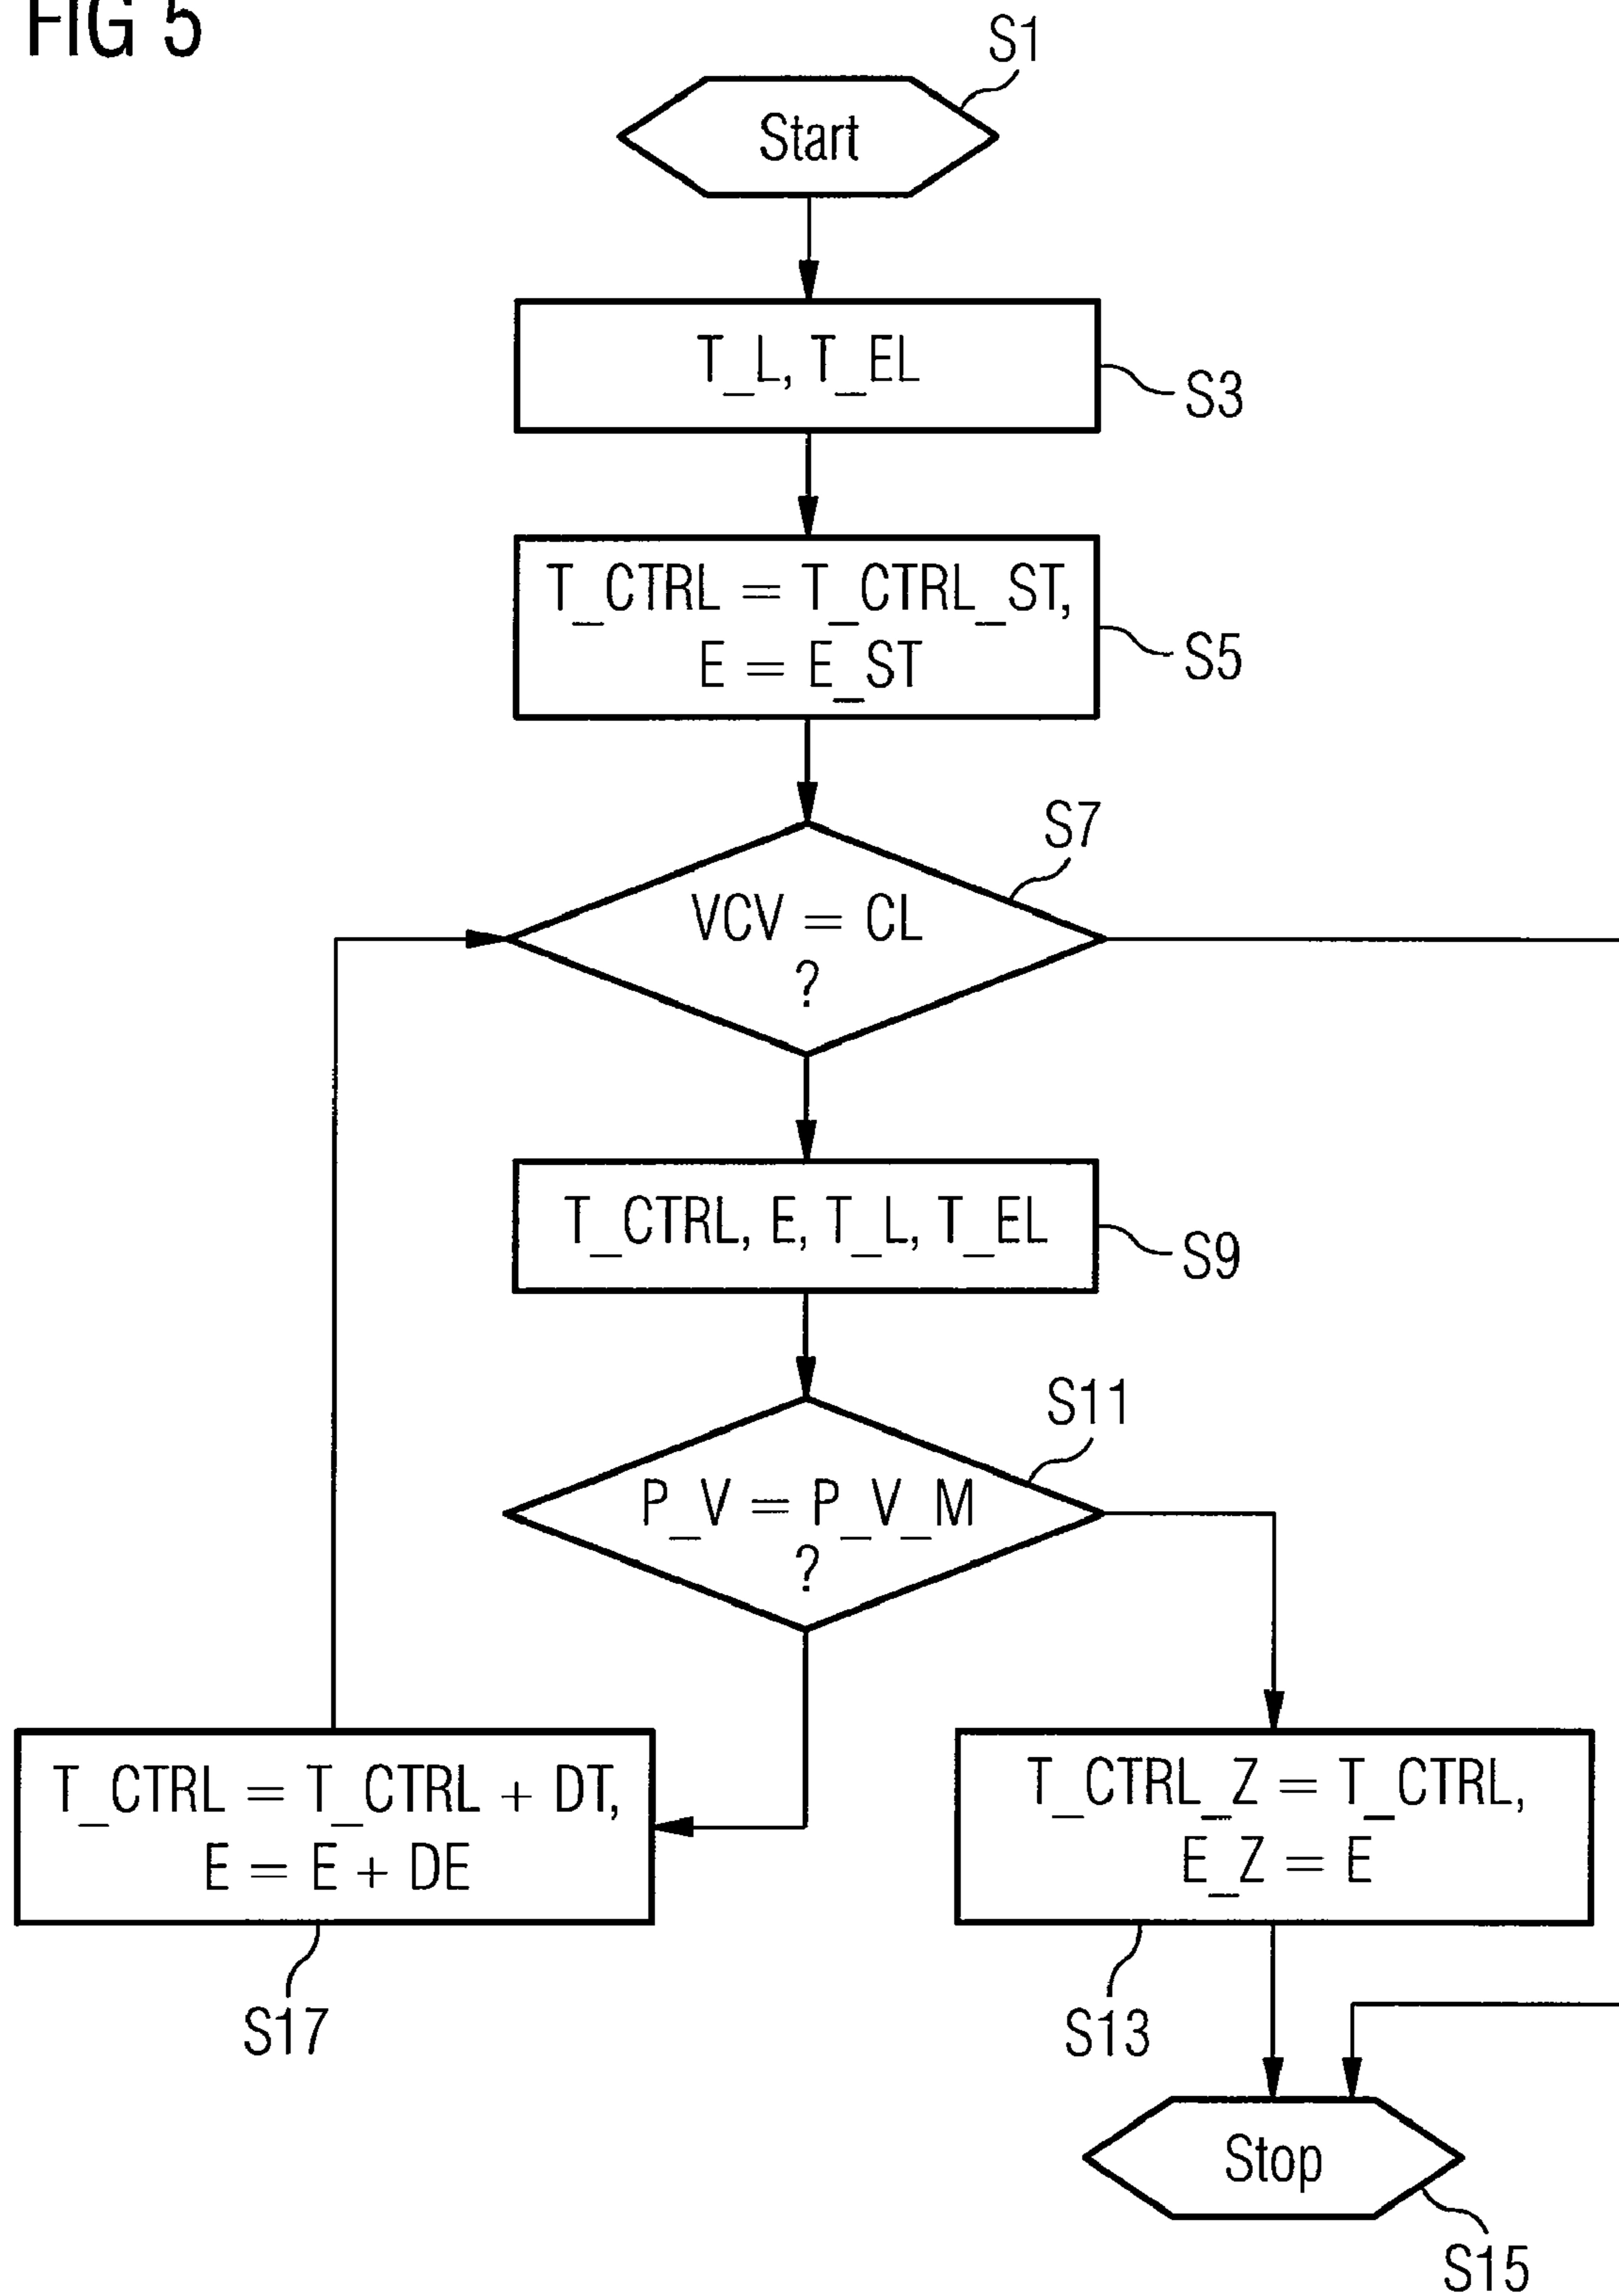 FIG 5
S1
Start
T_L, T_EL
S3
T_CTRL = T_CTRL_ST,
E = E_ST
S5
S7
VCV = CL
?
T_CTRL, E, T_L, T_EL
S9
S11
P_V = P_V_M
?
T_CTRL = T_CTRL + DT,
E = E + DE
T_CTRL_Z = T_CTRL,
E_Z = E
S17
S13
Stop
S15